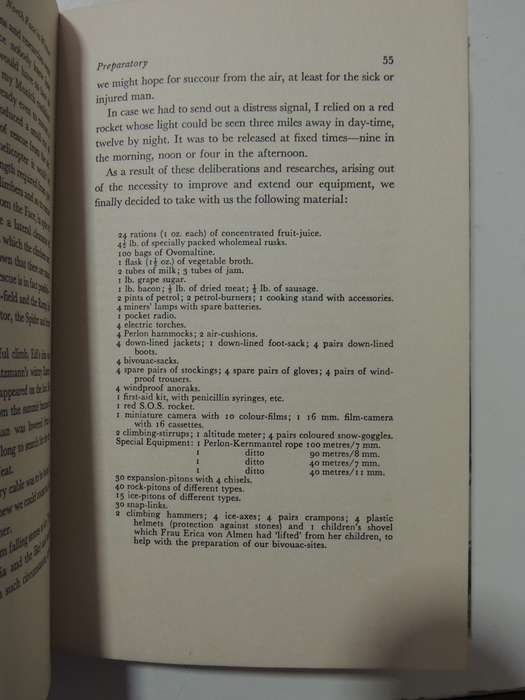 North Face in Winter
Preparatory 55
we might hope for succour from the air, at least for the sick or
injured man.
In case we had to send out a distress signal, I relied on a red
rocket whose light could be seen three miles away in day-time,
twelve by night. It was to be released at fixed times—nine in
the morning, noon or four in the afternoon.
As a result of these deliberations and researches, arising out
of the necessity to improve and extend our equipment, we
finally decided to take with us the following material:
24 rations (1 oz. each) of concentrated fruit-juice.
4½ lb. of specially packed wholemeal rusks.
100 bags of Ovomaltine.
1 flask (1½ oz.) of vegetable broth.
2 tubes of milk; 3 tubes of jam.
1 lb. grape sugar.
1 lb. bacon; ½ lb. of dried meat; ½ lb. of sausage.
2 pints of petrol; 2 petrol-burners; 1 cooking stand with accessories.
4 miners' lamps with spare batteries.
1 pocket radio.
4 electric torches.
4 Perlon hammocks; 2 air-cushions.
4 down-lined jackets; 1 down-lined foot-sack; 4 pairs down-lined
boots.
4 bivouac-sacks.
4 spare pairs of stockings; 4 spare pairs of gloves; 4 pairs of wind-
proof trousers.
4 windproof anoraks.
1 first-aid kit, with penicillin syringes, etc.
1 red S.O.S. rocket.
1 miniature camera with 10 colour-films; 1 16 mm. film-camera
with 16 cassettes.
2 climbing-stirrups; 1 altitude meter; 4 pairs coloured snow-goggles.
Special Equipment: 1 Perlon-Kernmantel rope 100 metres/7 mm.
1 ditto 90 metres/8 mm.
1 ditto 40 metres/7 mm.
1 ditto 40 metres/11 mm.
30 expansion-pitons with 4 chisels.
40 rock-pitons of different types.
15 ice-pitons of different types.
30 snap-links.
2 climbing hammers; 4 ice-axes; 4 pairs crampons; 4 plastic
helmets (protection against stones) and 1 children's shovel
which Frau Erica von Almen had 'lifted' from her children, to
help with the preparation of our bivouac-sites.